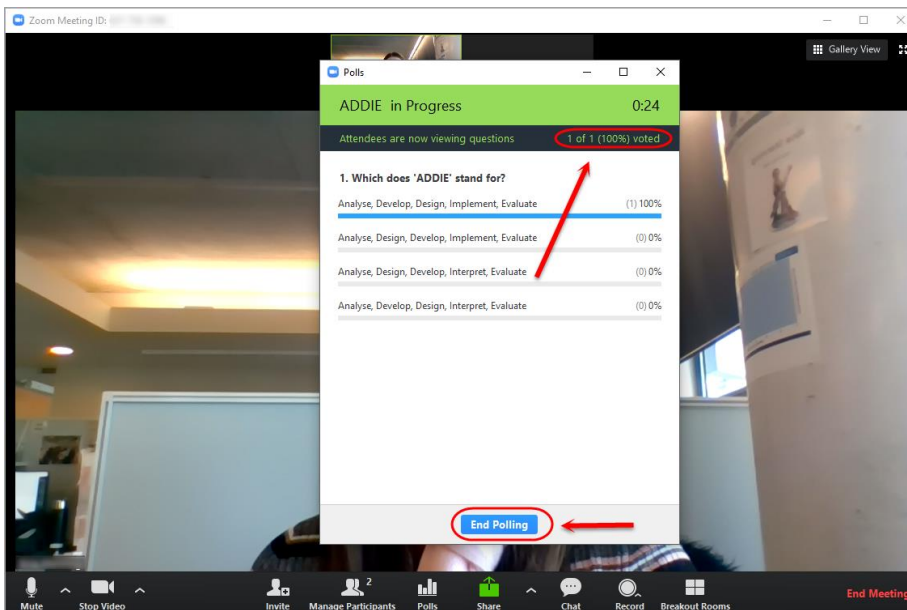 Zoom Meeting ID:
Gallery View
Polls
ADDIE in Progress 0:24
Attendees are now viewing questions 1 of 1 (100%) voted
1. Which does 'ADDIE' stand for?
Analyse, Develop, Design, Implement, Evaluate (1) 100%
Analyse, Design, Develop, Implement, Evaluate (0) 0%
Analyse, Design, Develop, Interpret, Evaluate (0) 0%
Analyse, Develop, Design, Interpret, Evaluate (0) 0%
End Polling
2
Mute Stop Video Invite Manage Participants Polls Share Chat Record Breakout Rooms End Meeting